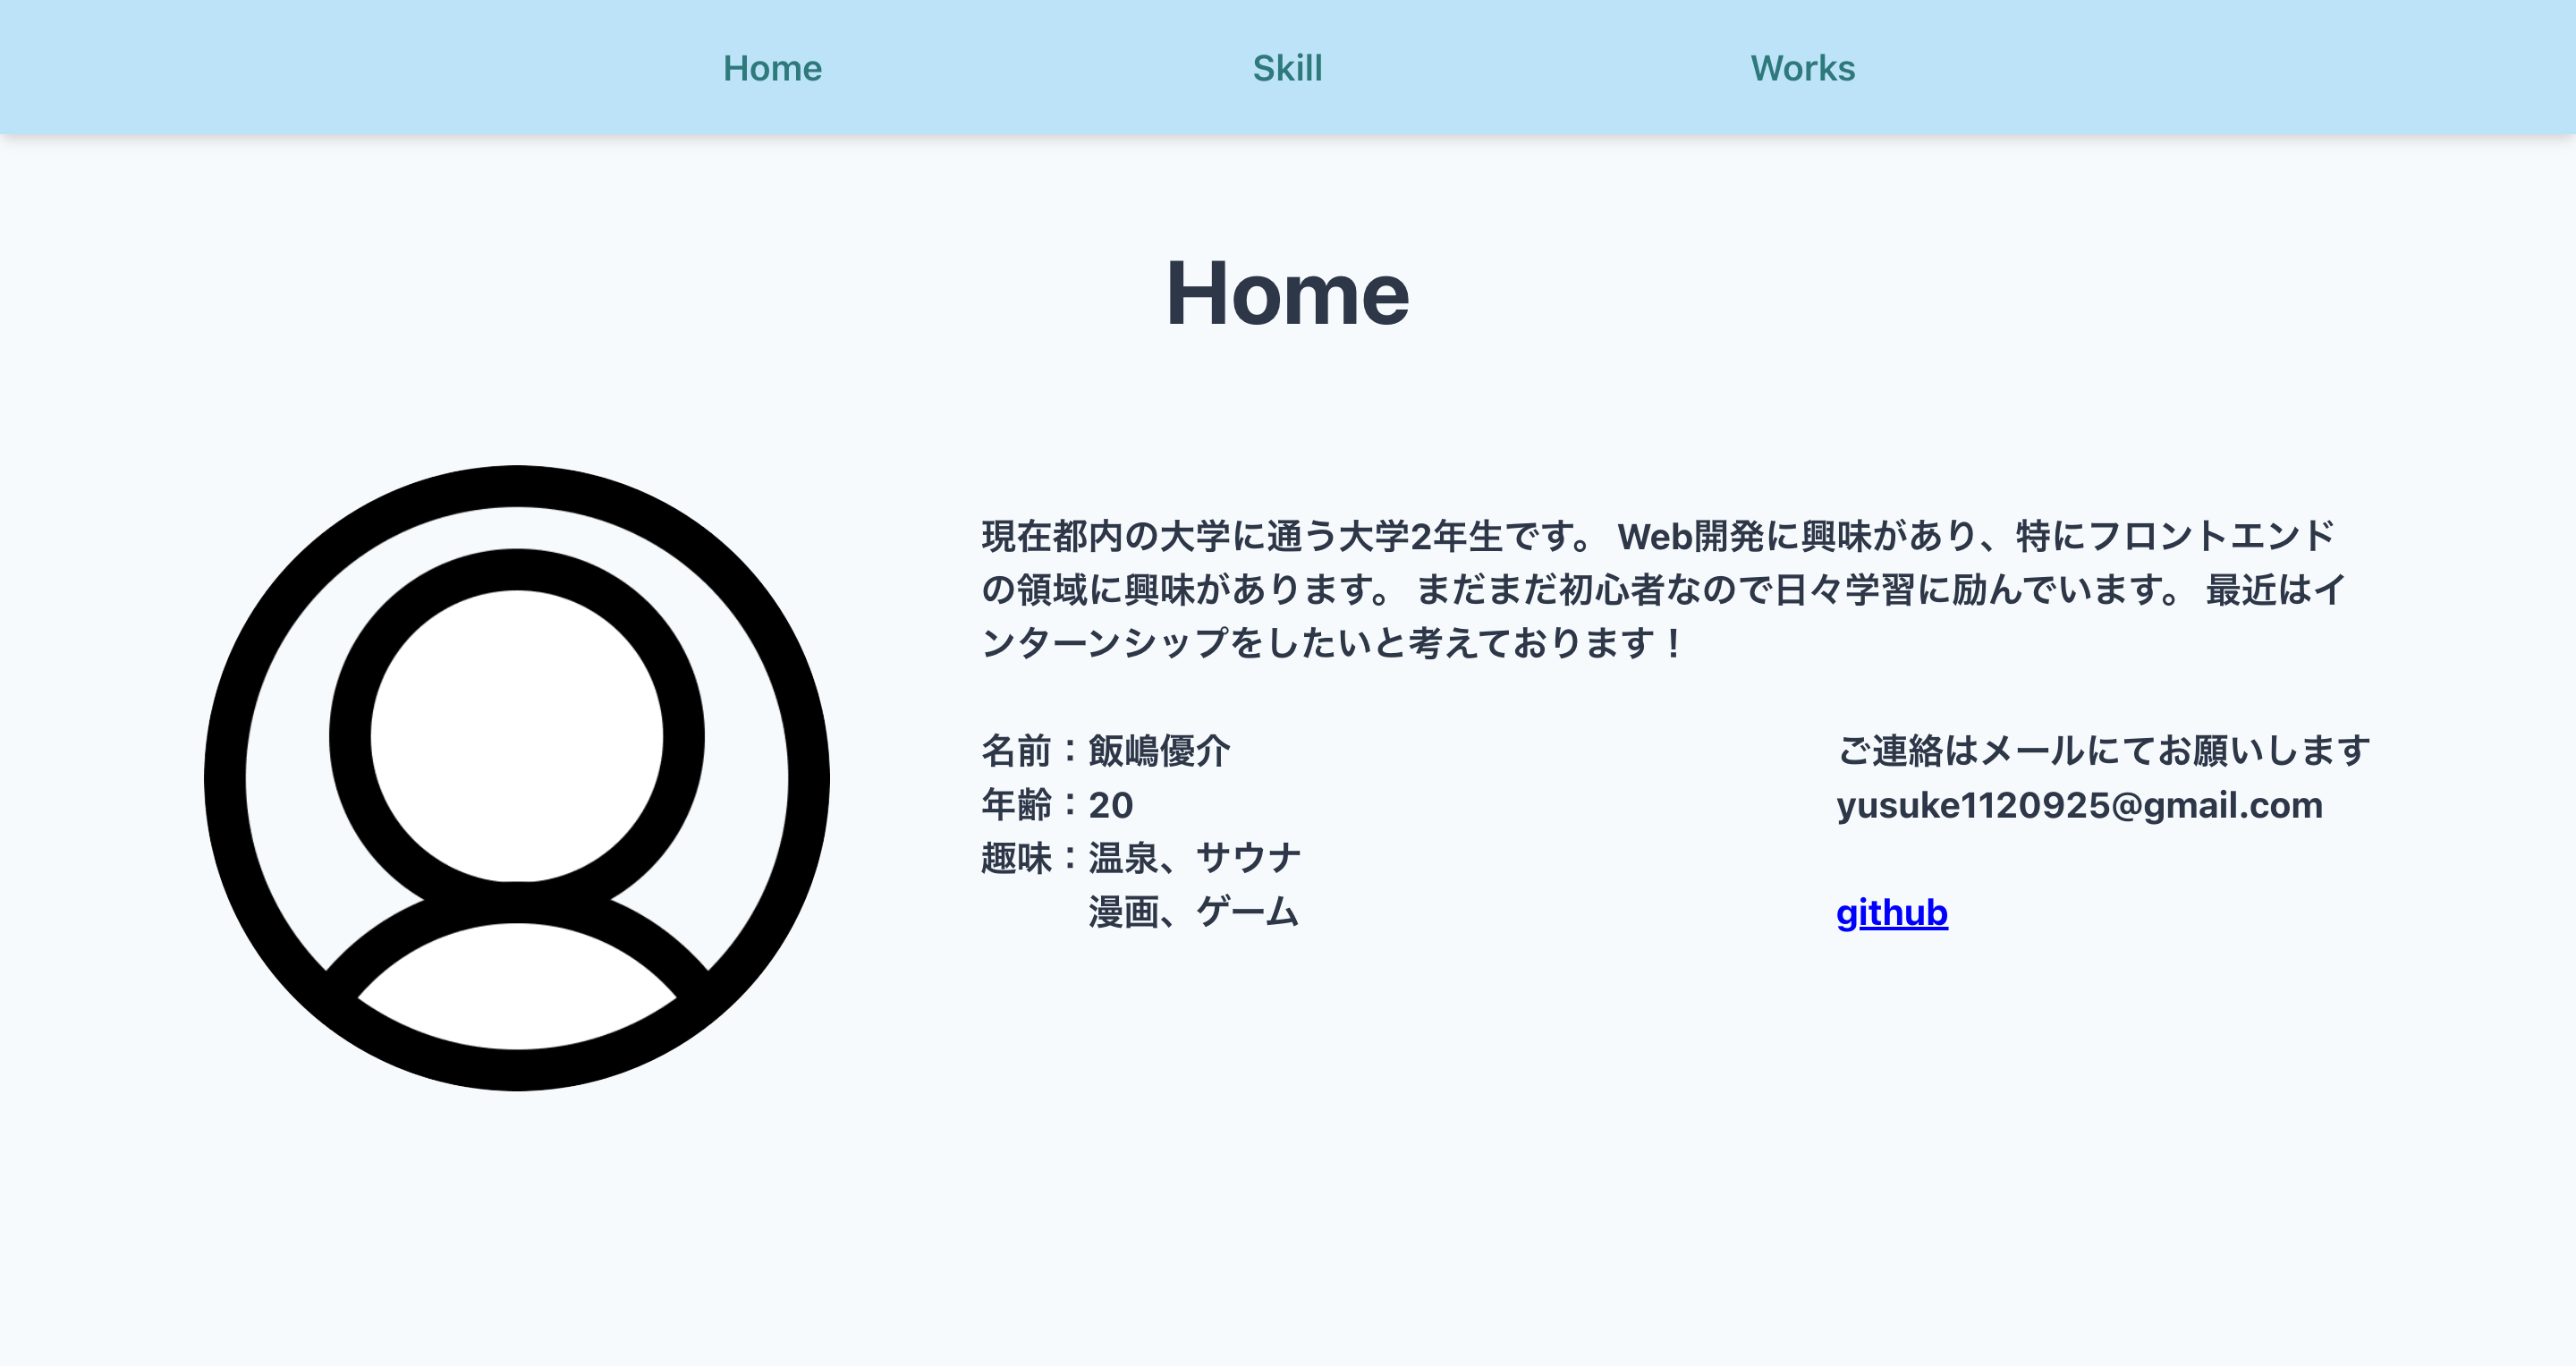 Home Skill Works
Home
現在都内の大学に通う大学2年生です。 Web開発に興味があり、特にフロントエンド
の領域に興味があります。 まだまだ初心者なので日々学習に励んでいます。 最近はイ
ンターンシップをしたいと考えております！
名前：飯嶋優介
年齢：20
趣味：温泉、サウナ
漫画、ゲーム
ご連絡はメールにてお願いします
yusuke1120925@gmail.com
github